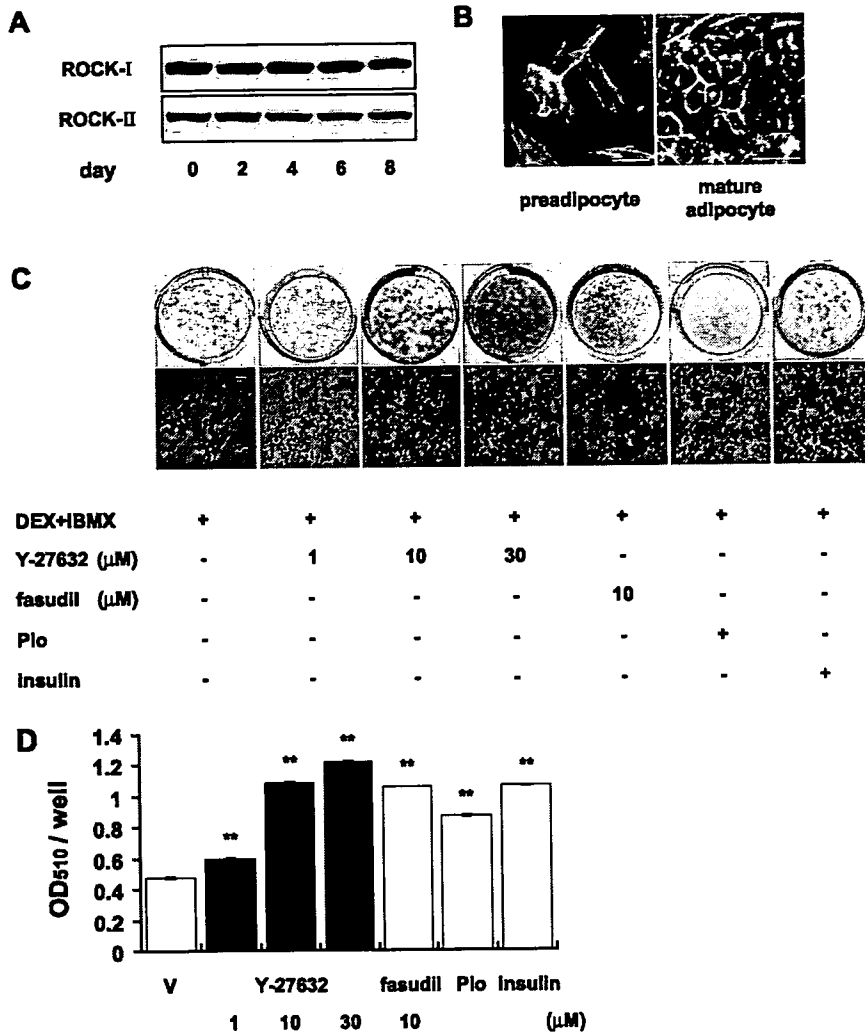 A
ROCK-I
ROCK-II
day 0 2 4 6 8
B
preadipocyte
mature
adipocyte
C
DEX+IBMX + + + + + + +
Y-27632 (μM) - 1 10 30 - - -
fasudil (μM) - - - - 10 - -
Pio - - - - - + -
insulin - - - - - - +
D
OD510 / well
1.4
1.2
1
0.8
0.6
0.4
0.2
0
** ** ** ** ** **
V Y-27632 fasudil Pio insulin
1 10 30 10 (μM)